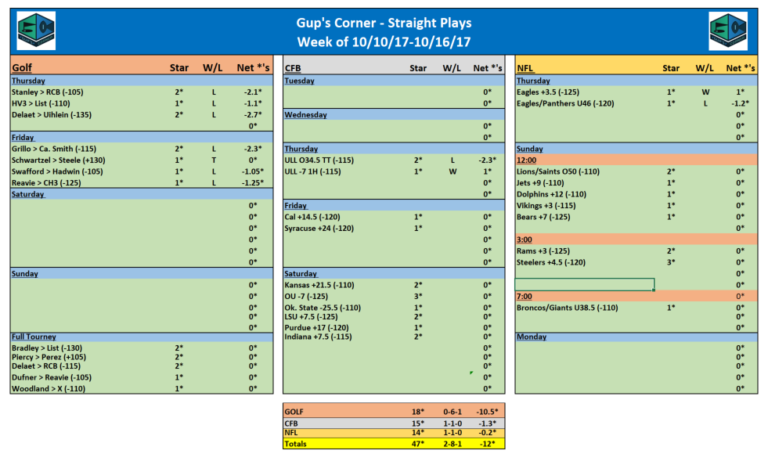 Gup's Corner - Straight Plays
Week of 10/10/17-10/16/17
Golf Star W/L Net *'s
Thursday
Stanley > RCB (-105) 2* L -2.1*
HV3 > List (-110) 1* L -1.1*
Delaet > Uihlein (-135) 2* L -2.7*
0*
Friday
Grillo > Ca. Smith (-115) 2* L -2.3*
Schwartzel > Steele (+130) 1* T 0*
Swafford > Hadwin (-105) 1* L -1.05*
Reavie > CH3 (-125) 1* L -1.25*
Saturday
0*
0*
0*
0*
0*
0*
Sunday
0*
0*
0*
0*
0*
Full Tourney
Bradley > List (-130) 2* 0*
Piercy > Perez (+105) 2* 0*
Delaet > RCB (-115) 2* 0*
Dufner > Reavie (-105) 1* 0*
Woodland > X (-110) 1* 0*
CFB Star W/L Net *'s
Tuesday
0*
0*
Wednesday
0*
0*
Thursday
ULL O34.5 TT (-115) 2* L -2.3*
ULL -7 1H (-115) 1* W 1*
0*
0*
Friday
Cal +14.5 (-120) 1* 0*
Syracuse +24 (-120) 1* 0*
0*
0*
0*
Saturday
Kansas +21.5 (-110) 2* 0*
OU -7 (-125) 3* 0*
Ok. State -25.5 (-110) 1* 0*
LSU +7.5 (-125) 2* 0*
Purdue +17 (-120) 1* 0*
Indiana +7.5 (-115) 2* 0*
0*
0*
0*
0*
NFL Star W/L Net *'s
Thursday
Eagles +3.5 (-125) 1* W 1*
Eagles/Panthers U46 (-120) 1* L -1.2*
0*
0*
Sunday
12:00
Lions/Saints O50 (-110) 2* 0*
Jets +9 (-110) 1* 0*
Dolphins +12 (-110) 1* 0*
Vikings +3 (-115) 1* 0*
Bears +7 (-125) 1* 0*
0*
3:00
Rams +3 (-125) 2* 0*
Steelers +4.5 (-120) 3* 0*
0*
0*
7:00 0*
Broncos/Giants U38.5 (-110) 1* 0*
0*
Monday
0*
0*
0*
0*
GOLF 18* 0-6-1 -10.5*
CFB 15* 1-1-0 -1.3*
NFL 14* 1-1-0 -0.2*
Totals 47* 2-8-1 -12*